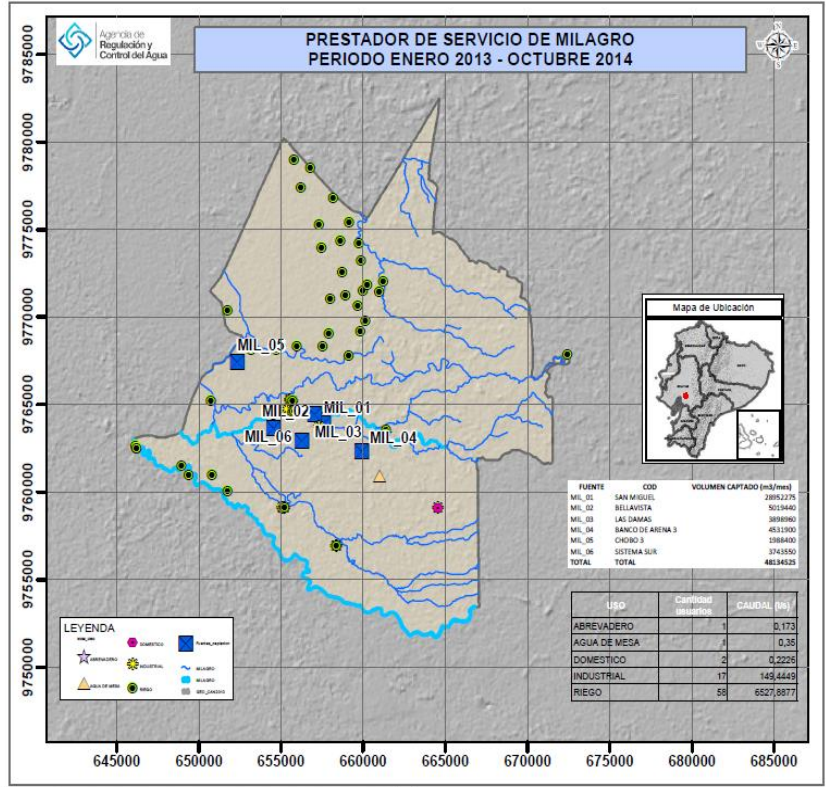 Agencia de
Regulación y
Control del Agua
PRESTADOR DE SERVICIO DE MILAGRO
PERIODO ENERO 2013 - OCTUBRE 2014
N
W E
S
9785000
9780000
9775000
9770000
9765000
9760000
9755000
9750000
MIL_05
MIL_02
MIL_01
MIL_03
MIL_06
MIL_04
Mapa de Ubicación
FUENTE COD VOLUMEN CAPTADO (m3/mes)
MIL_01 SAN MIGUEL 28952275
MIL_02 BELLAVISTA 5019440
MIL_03 LAS DAMAS 3898960
MIL_04 BANCO DE ARENA 3 4531900
MIL_05 CHOBO 3 1988400
MIL_06 SISTEMA SUR 3743550
TOTAL TOTAL 48134525
USO Cantidad usuarios CAUDAL (l/s)
ABREVADERO 1 0,173
AGUA DE MESA 1 0,35
DOMESTICO 2 0,2226
INDUSTRIAL 17 149,4449
RIEGO 58 6527,8877
LEYENDA
ABREVADERO
AGUA DE MESA
DOMESTICO
INDUSTRIAL
RIEGO
MILAGRO
MILAGRO
645000 650000 655000 660000 665000 670000 675000 680000 685000